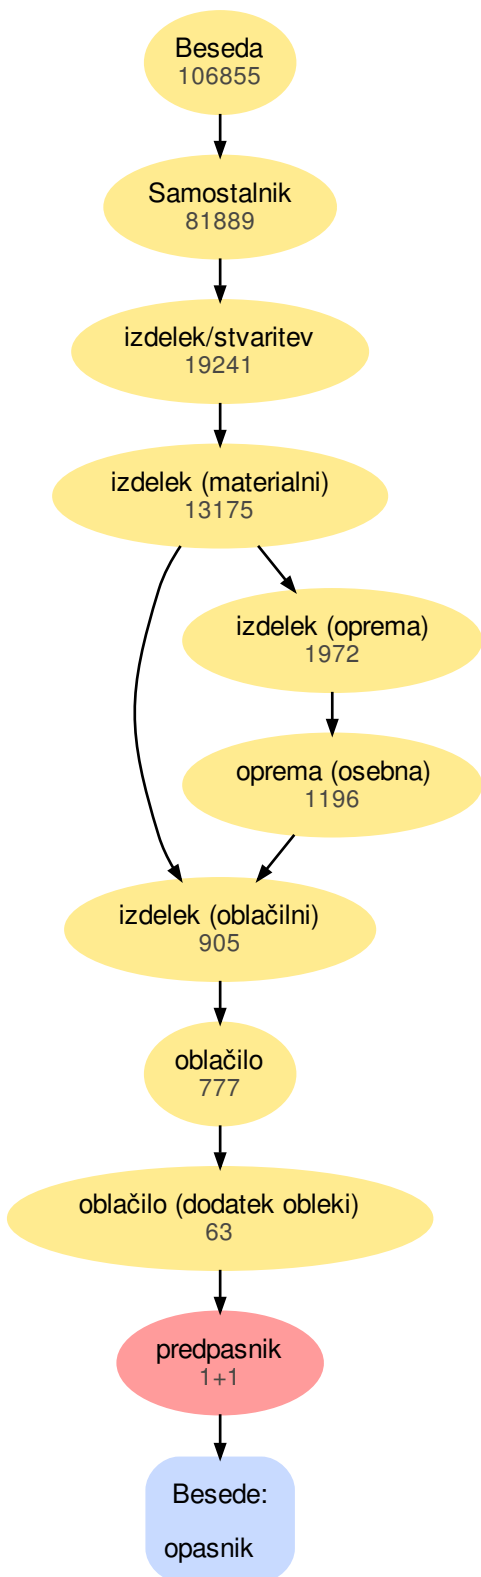 Beseda
106855
Samostalnik
81889
izdelek/stvaritev
19241
izdelek (materialni)
13175
izdelek (oprema)
1972
oprema (osebna)
1196
izdelek (oblačilni)
905
oblačilo
777
oblačilo (dodatek obleki)
63
predpasnik
1+1
Besede:
opasnik